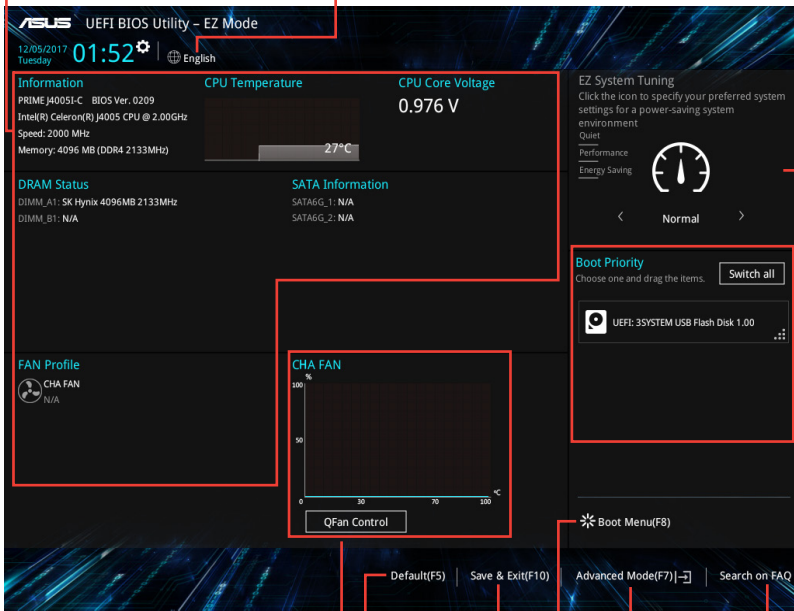 ASUS UEFI BIOS Utility – EZ Mode
12/05/2017
Tuesday
01:52
English
Information
PRIME J4005I-C BIOS Ver. 0209
Intel(R) Celeron(R) J4005 CPU @ 2.00GHz
Speed: 2000 MHz
Memory: 4096 MB (DDR4 2133MHz)
CPU Temperature
27°C
CPU Core Voltage
0.976 V
EZ System Tuning
Click the icon to specify your preferred system
settings for a power-saving system
environment
Quiet
Performance
Energy Saving
Normal
DRAM Status
DIMM_A1: SK Hynix 4096MB 2133MHz
DIMM_B1: N/A
SATA Information
SATA6G_1: N/A
SATA6G_2: N/A
Boot Priority
Choose one and drag the items.
Switch all
UEFI: 3SYSTEM USB Flash Disk 1.00
FAN Profile
CHA FAN
N/A
CHA FAN
%
100
50
0 30 70 100
°C
QFan Control
Boot Menu(F8)
Default(F5)
Save & Exit(F10)
Advanced Mode(F7)
Search on FAQ